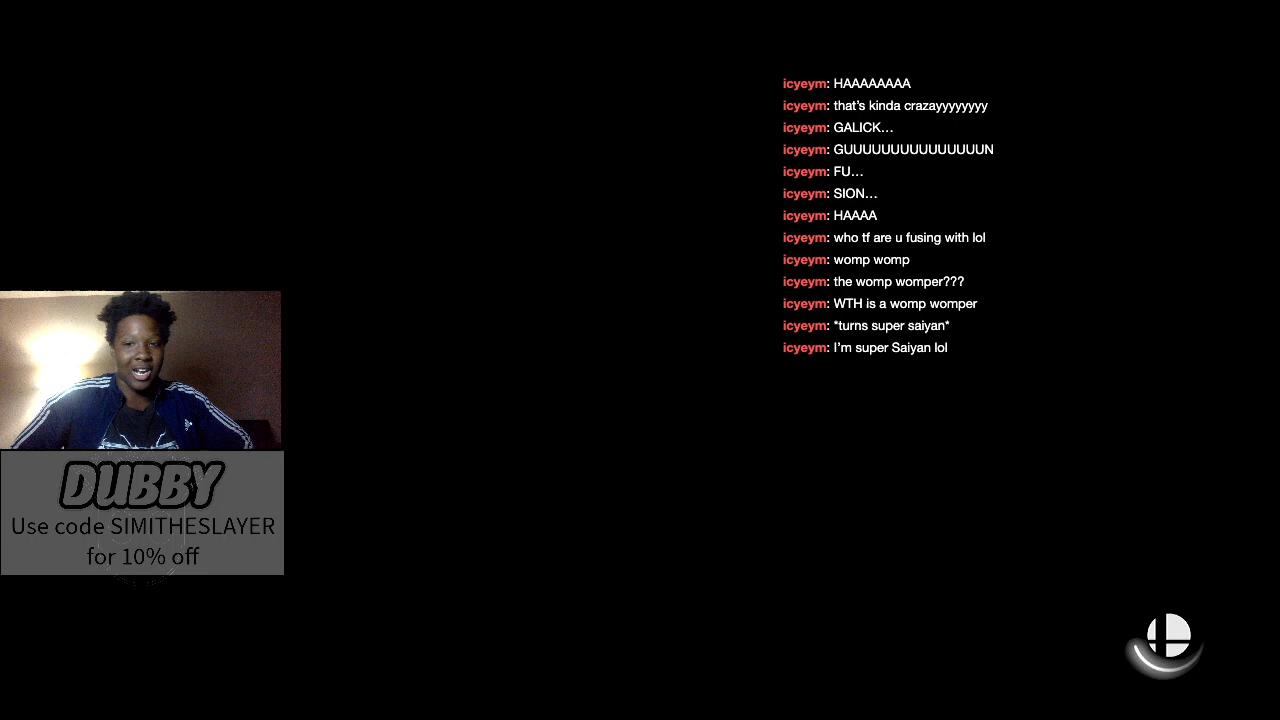 icyeym: HAAAAAAAA
icyeym: that's kinda crazayyyyyyyy
icyeym: GALICK…
icyeym: GUUUUUUUUUUUUUUUN
icyeym: FU…
icyeym: SION…
icyeym: HAAAA
icyeym: who tf are u fusing with lol
icyeym: womp womp
icyeym: the womp womper???
icyeym: WTH is a womp womper
icyeym: *turns super saiyan*
icyeym: I'm super Saiyan lol
DUBBY
Use code SIMITHESLAYER
for 10% off